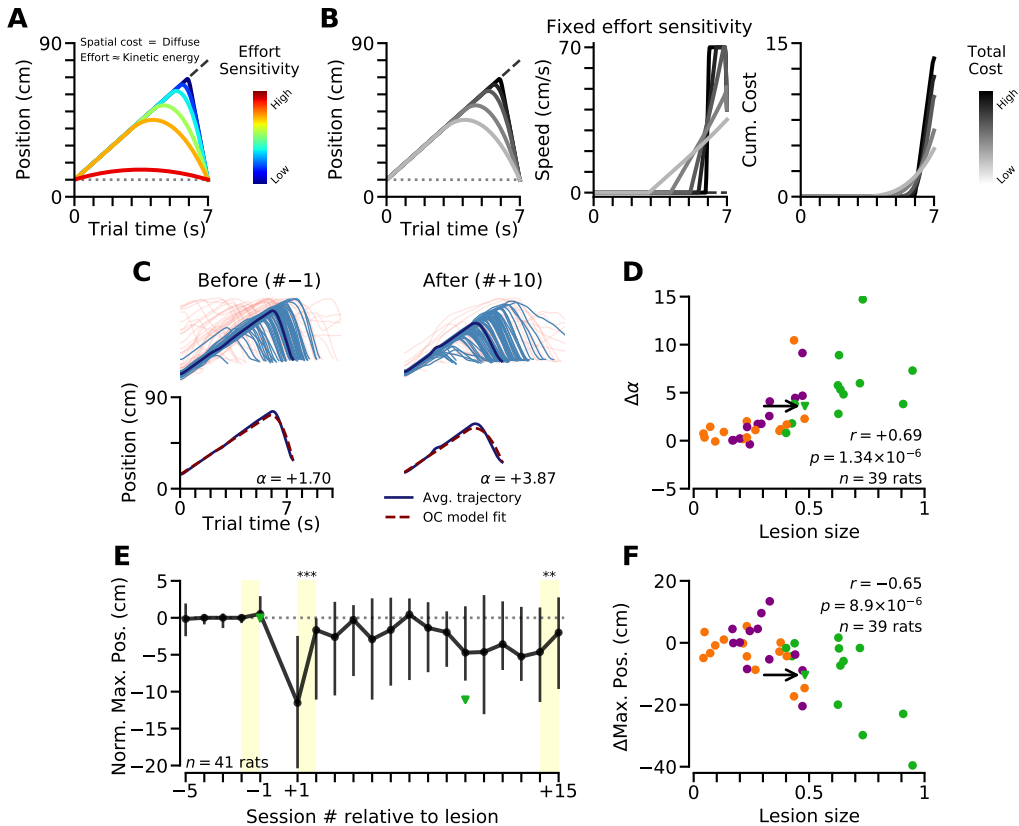 A
90
Position (cm)
Spatial cost = Diffuse
Effort ≈ Kinetic energy
0
7
Trial time (s)
Effort
Sensitivity
High
Low
B
Fixed effort sensitivity
90
Position (cm)
0
7
Trial time (s)
70
Speed (cm/s)
0
0
7
15
Cum. Cost
0
0
7
Total
Cost
High
Low
C
Before (#−1)
After (#+10)
90
Position (cm)
0
0
7
Trial time (s)
α = +1.70
α = +3.87
Avg. trajectory
OC model fit
D
15
10
5
0
−5
Δα
r = +0.69
p = 1.34×10⁻⁶
n = 39 rats
0
0.5
1
Lesion size
E
5
0
−5
−10
−15
−20
Norm. Max. Pos. (cm)
***
**
n = 41 rats
−5
−1
+1
+15
Session # relative to lesion
F
20
0
−20
−40
ΔMax. Pos. (cm)
r = −0.65
p = 8.9×10⁻⁶
n = 39 rats
0
0.5
1
Lesion size